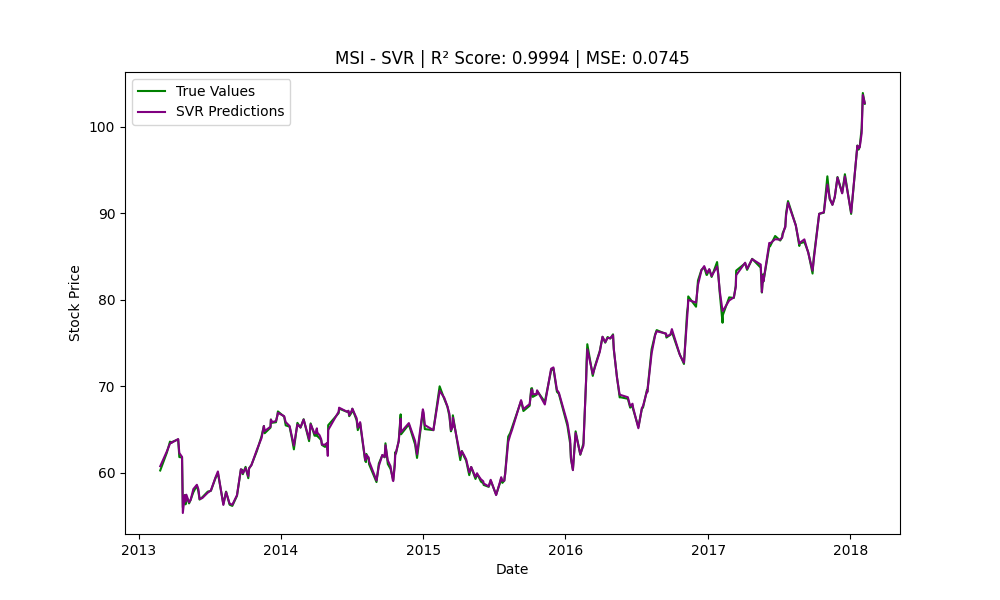 MSI - SVR | R² Score: 0.9994 | MSE: 0.0745
True Values
SVR Predictions
Stock Price
100
90
80
70
60
2013 2014 2015 2016 2017 2018
Date